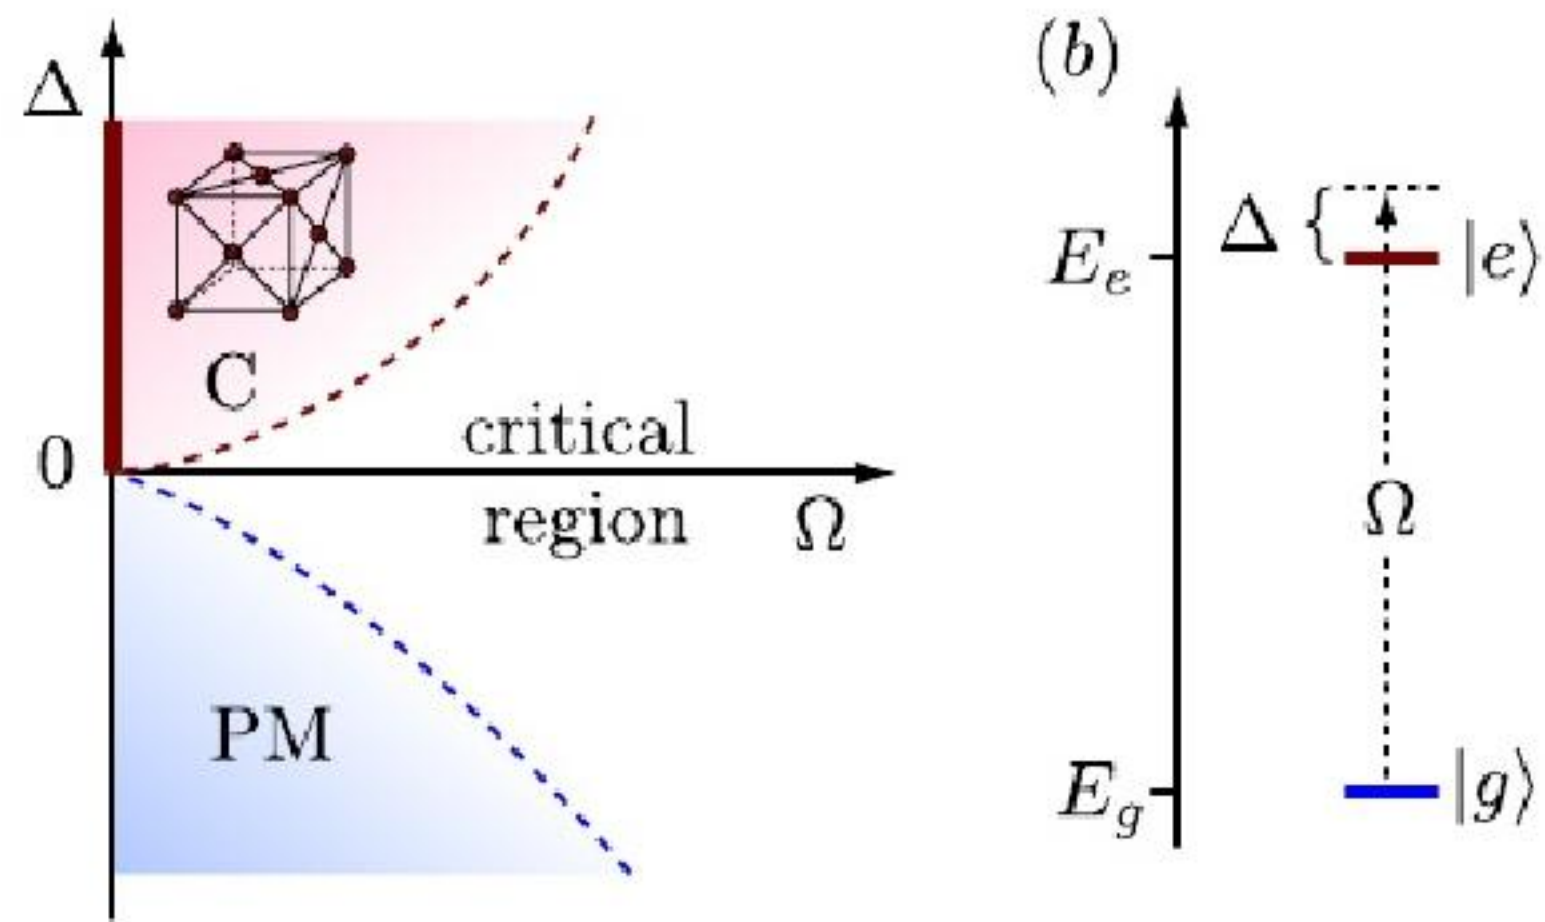 Δ
C
0
critical
region
Ω
PM
(b)
Δ {
E_e
|e⟩
Ω
E_g
|g⟩